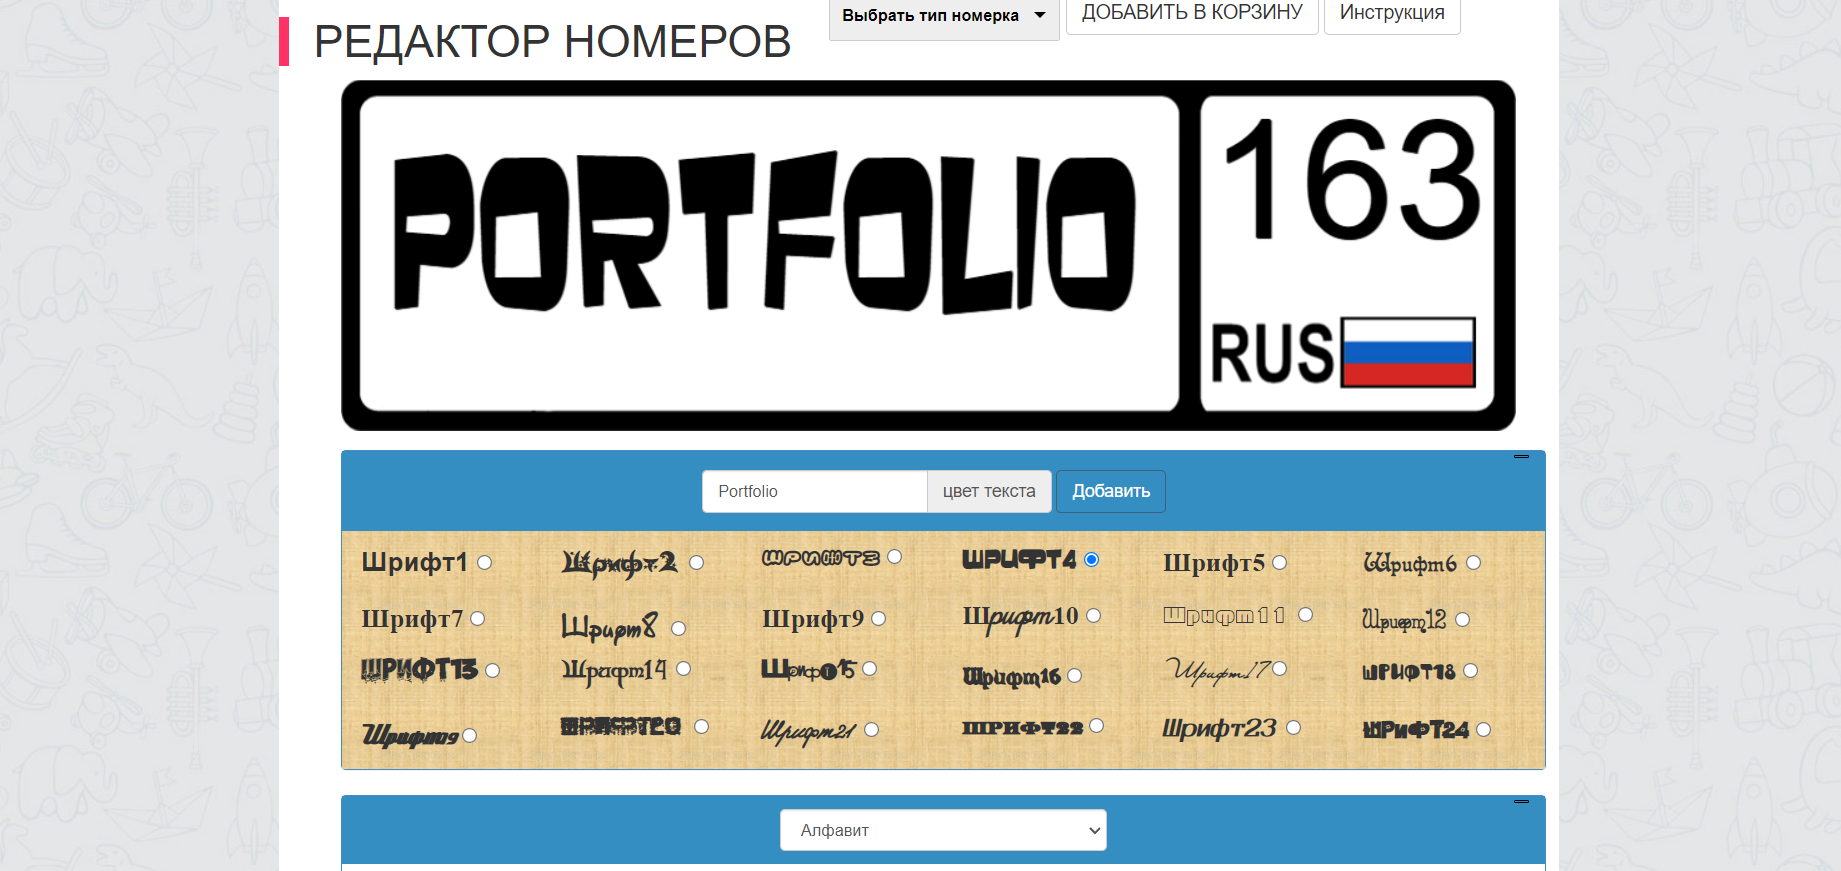 РЕДАКТОР НОМЕРОВ
Выбрать тип номерка
ДОБАВИТЬ В КОРЗИНУ
Инструкция
PORTFOLIO
163
RUS
Portfolio
цвет текста
Добавить
Шрифт1
Шрифт2
ШРИФТ3
ШРИФТ4
Шрифт5
Шрифт6
Шрифт7
Шрифт8
Шрифт9
Шрифт10
Шрифт11
Шрифт12
ШРИФТ13
Шрифт14
Шрифт15
Шрифт16
Шрифт17
ШРИФТ18
Шрифт19
ШРИФТ20
Шрифт21
ШРИФТ22
Шрифт23
ШРИФТ24
Алфавит